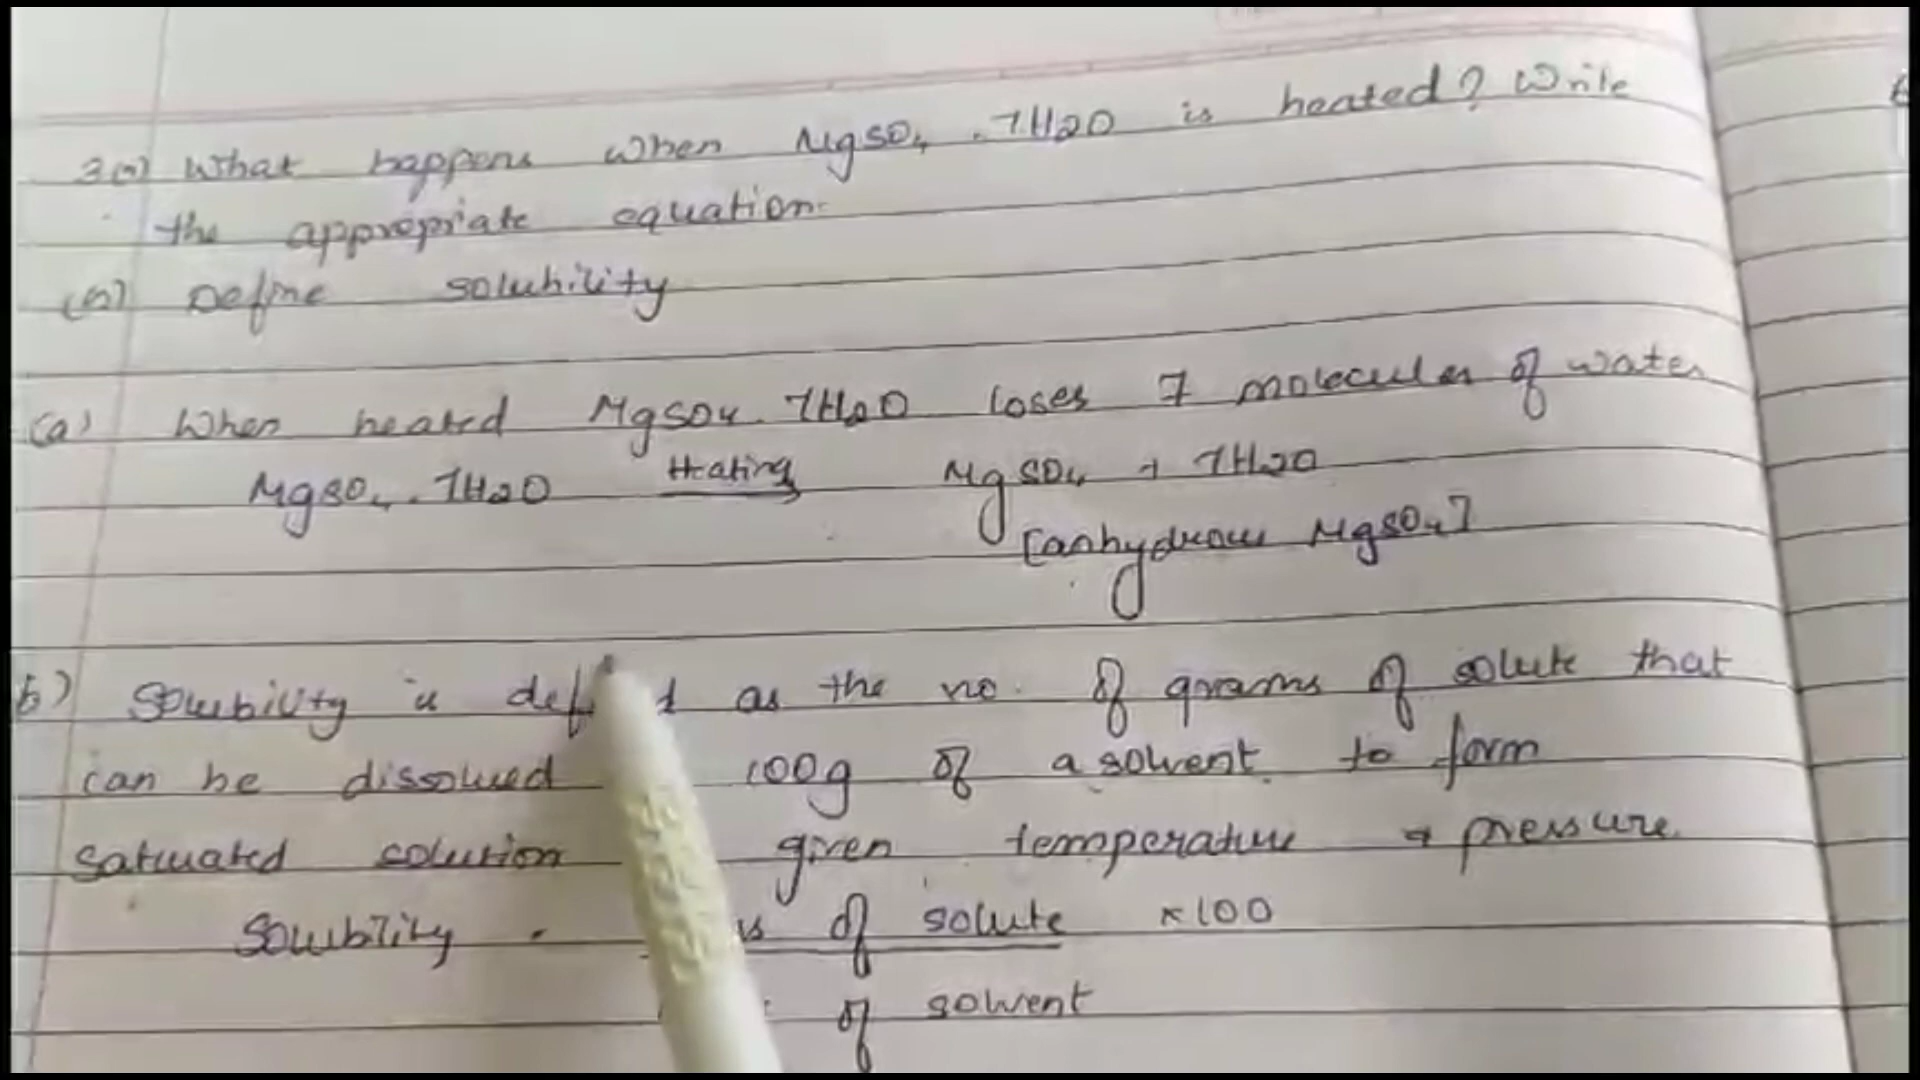 3(a) What happens when MgSO4 . 7H2O is heated? Write
the appropriate equation.
(b) Define solubility
(a) When heated MgSO4. 7H2O loses 7 molecules of water
MgSO4 . 7H2O Heating MgSO4 + 7H2O
[anhydrous MgSO4]
b) Solubility is defined as the no. of grams of solute that
can be dissolved 100g of a solvent to form
saturated solution given temperature & pressure.
Solubility of solute ×100
of solvent